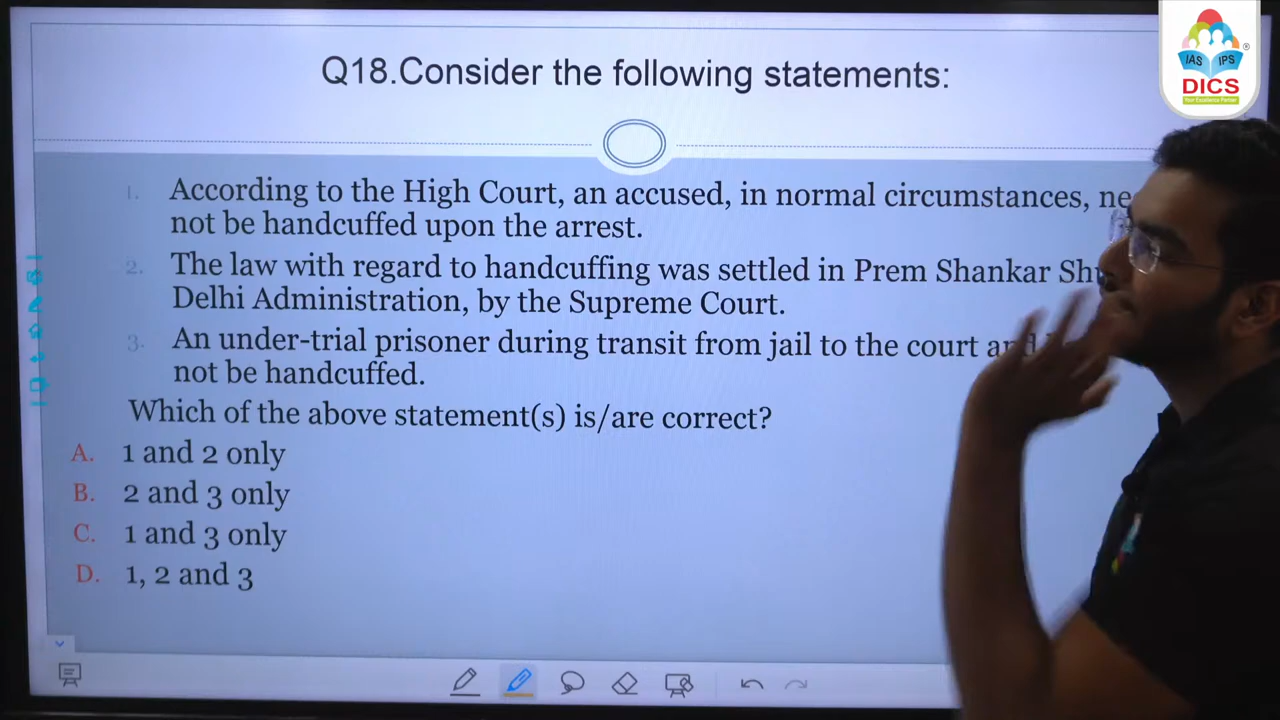 Q18.Consider the following statements:
IAS IPS
DICS
Your Excellence Partner
1. According to the High Court, an accused, in normal circumstances,
not be handcuffed upon the arrest.
2. The law with regard to handcuffing was settled in Prem Shankar
Delhi Administration, by the Supreme Court.
3. An under-trial prisoner during transit from jail to the court
not be handcuffed.
Which of the above statement(s) is/are correct?
A. 1 and 2 only
B. 2 and 3 only
C. 1 and 3 only
D. 1, 2 and 3